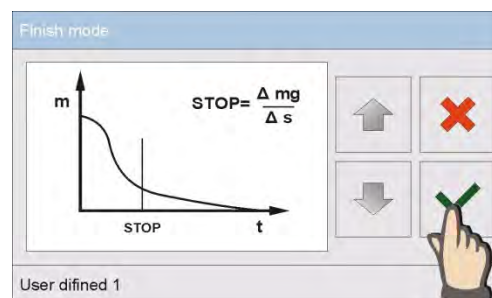 Finish mode
m
STOP= Δ mg
Δ s
STOP t
User difined 1